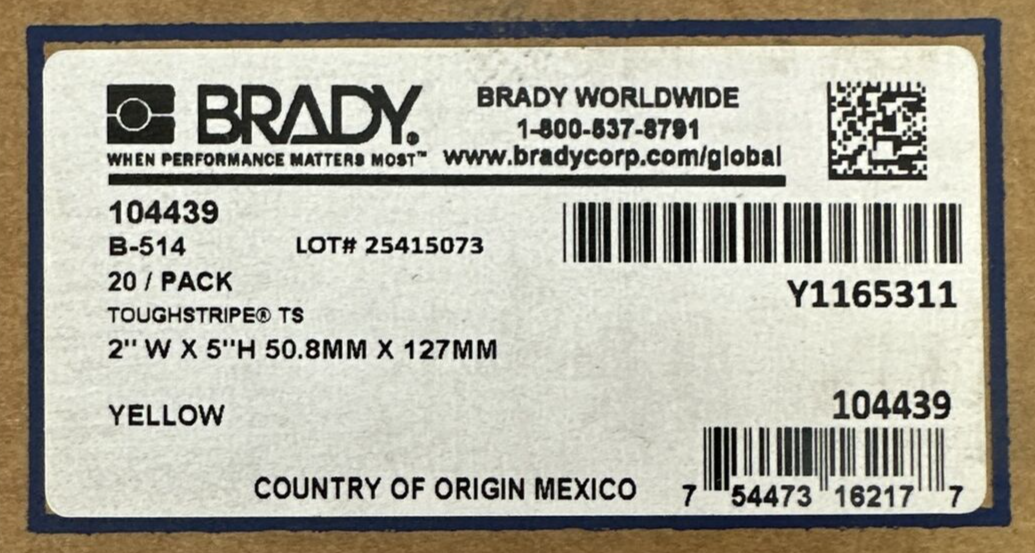 BRADY.
WHEN PERFORMANCE MATTERS MOST™
BRADY WORLDWIDE
1-800-537-8791
www.bradycorp.com/global
104439
B-514 LOT# 25415073
20 / PACK
TOUGHSTRIPE® TS
2" W X 5"H 50.8MM X 127MM
YELLOW
COUNTRY OF ORIGIN MEXICO
Y1165311
104439
7 54473 16217 7